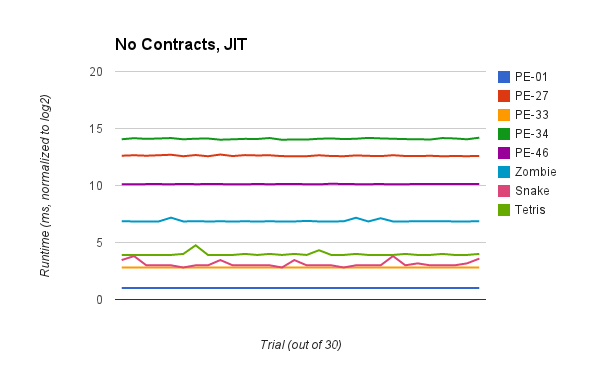 No Contracts, JIT
Runtime (ms, normalized to log2)
20
15
10
5
0
Trial (out of 30)
PE-01
PE-27
PE-33
PE-34
PE-46
Zombie
Snake
Tetris